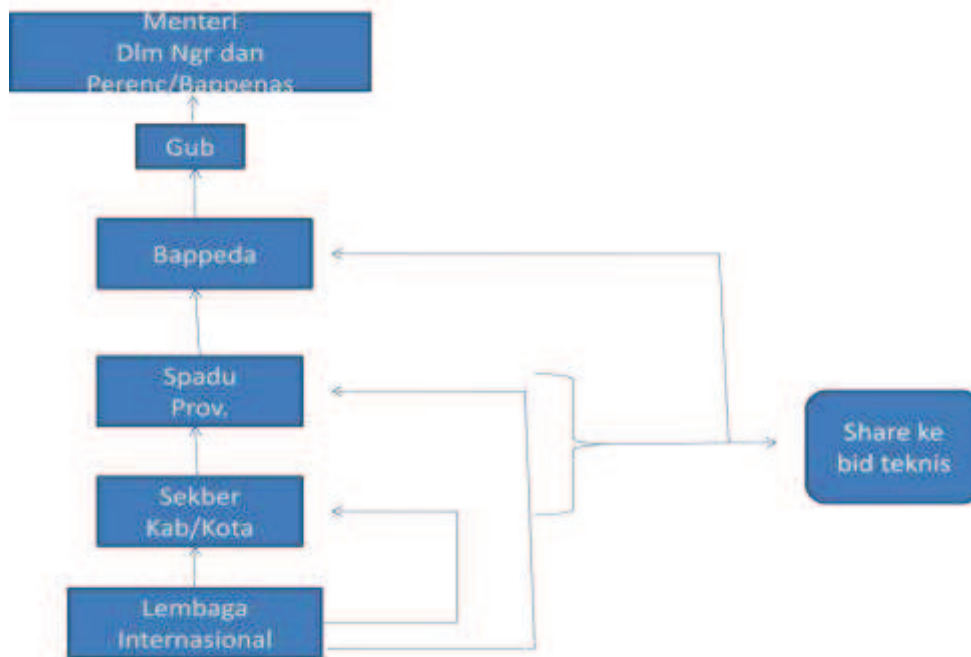 Menteri
Dlm Ngr dan
Perenc/Bappenas
Gub
Bappeda
Spadu
Prov.
Share ke
bid teknis
Sekber
Kab/Kota
Lembaga
Internasional